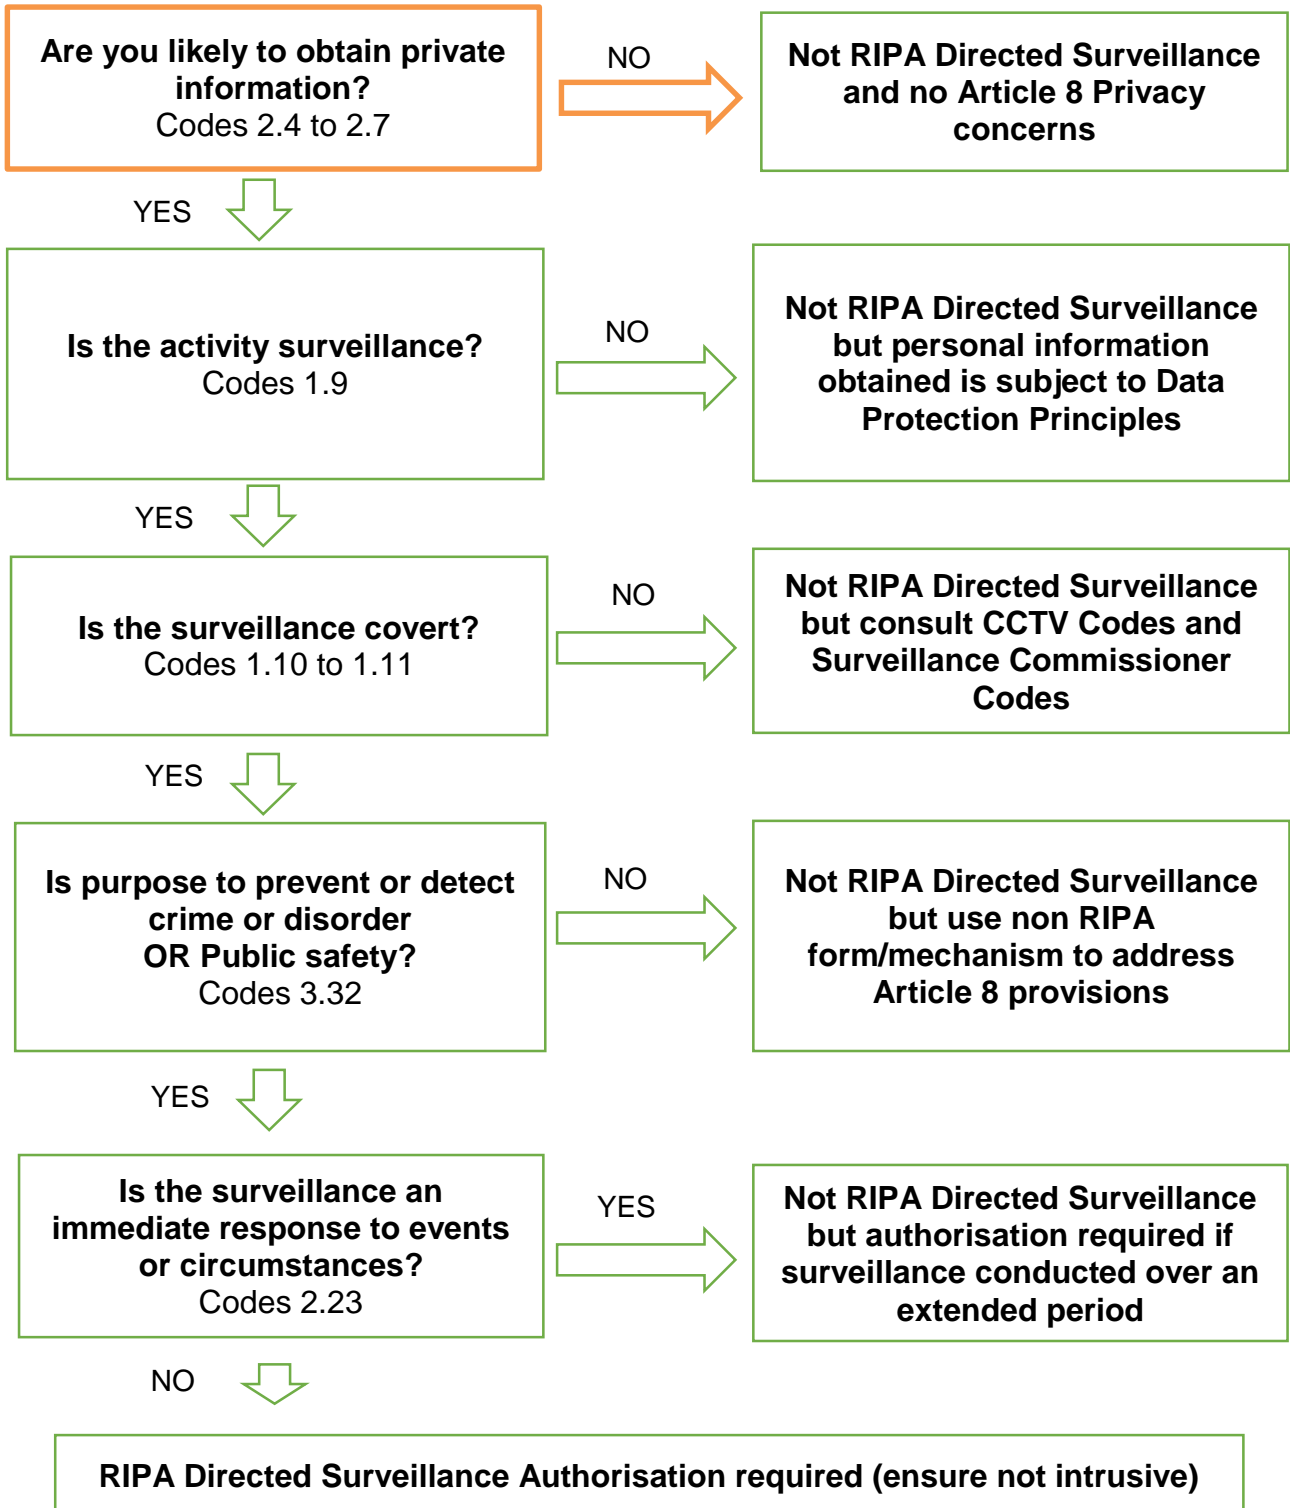 Are you likely to obtain private
information?
Codes 2.4 to 2.7
NO
Not RIPA Directed Surveillance
and no Article 8 Privacy
concerns
YES
Is the activity surveillance?
Codes 1.9
NO
Not RIPA Directed Surveillance
but personal information
obtained is subject to Data
Protection Principles
YES
Is the surveillance covert?
Codes 1.10 to 1.11
NO
Not RIPA Directed Surveillance
but consult CCTV Codes and
Surveillance Commissioner
Codes
YES
Is purpose to prevent or detect
crime or disorder
OR Public safety?
Codes 3.32
NO
Not RIPA Directed Surveillance
but use non RIPA
form/mechanism to address
Article 8 provisions
YES
Is the surveillance an
immediate response to events
or circumstances?
Codes 2.23
YES
Not RIPA Directed Surveillance
but authorisation required if
surveillance conducted over an
extended period
NO
RIPA Directed Surveillance Authorisation required (ensure not intrusive)